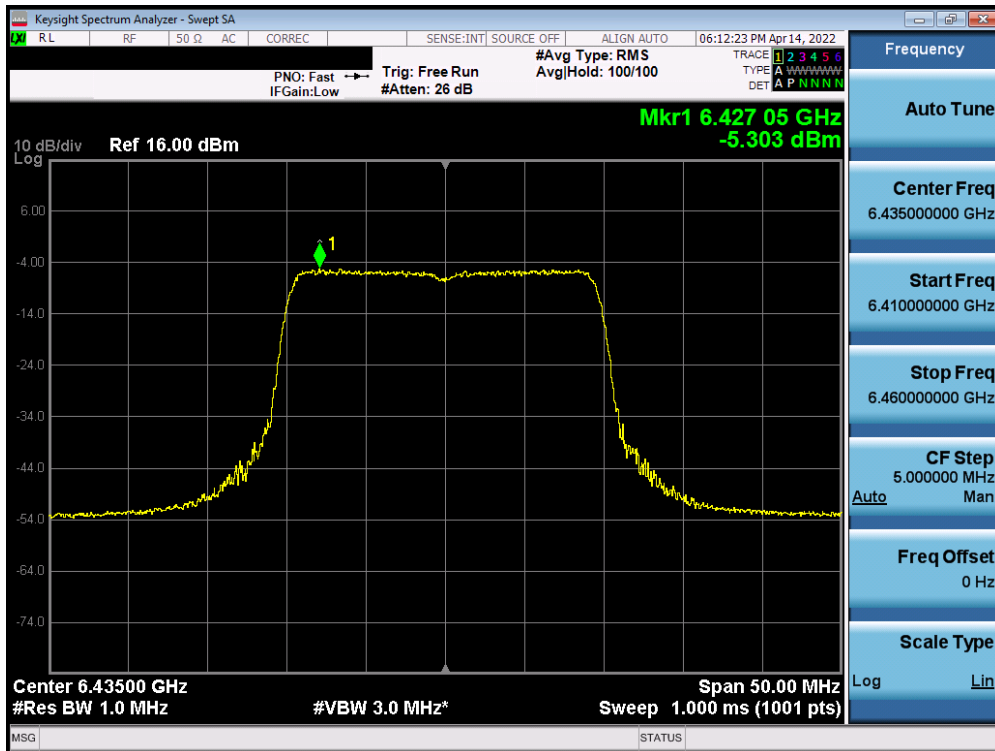 Keysight Spectrum Analyzer - Swept SA
LXI RL RF 50 Ω AC CORREC SENSE:INT SOURCE OFF ALIGN AUTO 06:12:23 PM Apr 14, 2022
PNO: Fast
IFGain:Low
Trig: Free Run
#Atten: 26 dB
#Avg Type: RMS
Avg|Hold: 100/100
TRACE 1 2 3 4 5 6
TYPE A WWWWW
DET A P N N N N
Mkr1 6.427 05 GHz
-5.303 dBm
10 dB/div Ref 16.00 dBm
Log
1
6.00
-4.00
-14.0
-24.0
-34.0
-44.0
-54.0
-64.0
-74.0
Center 6.43500 GHz Span 50.00 MHz
#Res BW 1.0 MHz #VBW 3.0 MHz* Sweep 1.000 ms (1001 pts)
MSG STATUS
Frequency
Auto Tune
Center Freq
6.435000000 GHz
Start Freq
6.410000000 GHz
Stop Freq
6.460000000 GHz
CF Step
5.000000 MHz
Auto Man
Freq Offset
0 Hz
Scale Type
Log Lin